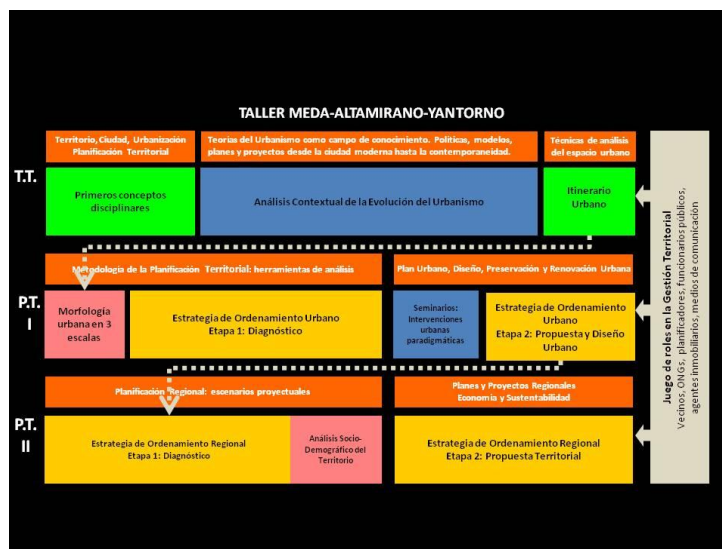 TALLER MEDA-ALTAMIRANO-YANTORNO
Territorio, Ciudad, Urbanización
Planificación Territorial
Teorías del Urbanismo como campo de conocimiento. Políticas, modelos,
planes y proyectos desde la ciudad moderna hasta la contemporaneidad.
Técnicas de análisis
del espacio urbano
T.T.
Primeros conceptos
disciplinares
Análisis Contextual de la Evolución del Urbanismo
Itinerario
Urbano
Metodología de la Planificación Territorial: herramientas de análisis
Plan Urbano, Diseño, Preservación y Renovación Urbana
P.T.
I
Morfología
urbana en 3
escalas
Estrategia de Ordenamiento Urbano
Etapa 1: Diagnóstico
Seminarios:
Intervenciones
urbanas
paradigmáticas
Estrategia de Ordenamiento
Urbano
Etapa 2: Propuesta y Diseño
Urbano
Planificación Regional: escenarios proyectuales
Planes y Proyectos Regionales
Economía y Sustentabilidad
P.T.
II
Estrategia de Ordenamiento Regional
Etapa 1: Diagnóstico
Análisis Socio-
Demográfico del
Territorio
Estrategia de Ordenamiento Regional
Etapa 2: Propuesta Territorial
Juego de roles en la Gestión Territorial
Vecinos, ONGs, planificadores, funcionarios públicos,
agentes inmobiliarios, medios de comunicación